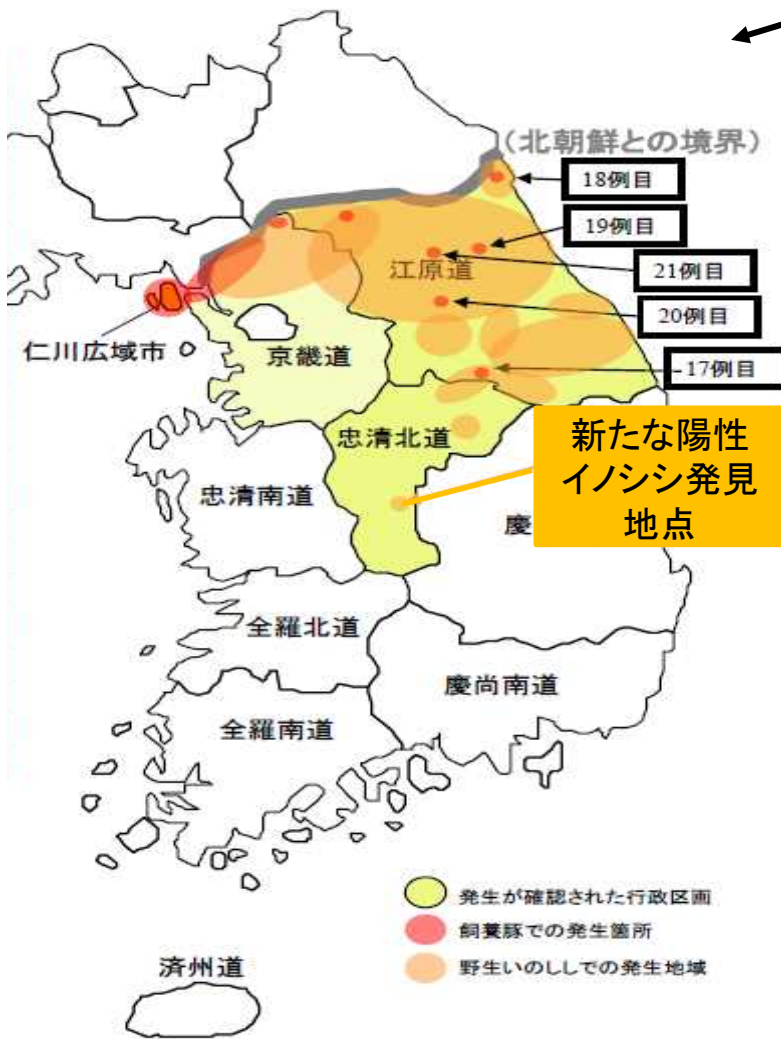 (北朝鮮との境界)
18例目
19例目
江原道
21例目
20例目
仁川広域市
京畿道
17例目
忠清北道
新たな陽性
イノシシ発見
地点
忠清南道
慶
全羅北道
慶尚南道
全羅南道
発生が確認された行政区画
飼養豚での発生箇所
野生いのししでの発生地域
済州道